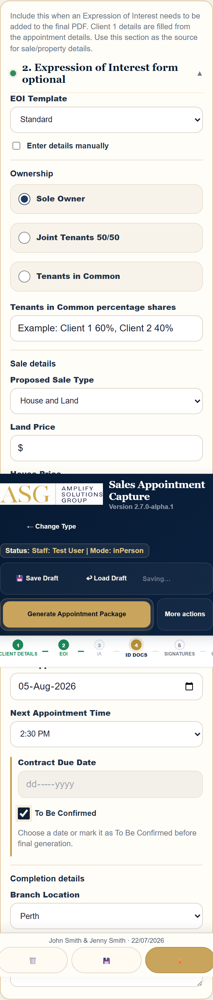 Include this when an Expression of Interest needs to be
added to the final PDF. Client 1 details are filled from
the appointment details. Use this section as the source
for sale/property details.
2. Expression of Interest form
optional
EOI Template
Standard
Enter details manually
Ownership
Sole Owner
Joint Tenants 50/50
Tenants in Common
Tenants in Common percentage shares
Example: Client 1 60%, Client 2 40%
Sale details
Proposed Sale Type
House and Land
Land Price
$
House Price
ASG AMPLIFY
SOLUTIONS
GROUP
Sales Appointment
Capture
Version 2.7.0-alpha.1
← Change Type
Status: Staff: Test User | Mode: inPerson
Save Draft
Load Draft
Saving...
Generate Appointment Package
More actions
1 2 3 4 5
CLIENT DETAILS EOI IA ID DOCS SIGNATURES
05-Aug-2026
Next Appointment Time
2:30 PM
Contract Due Date
dd-----yyyy
To Be Confirmed
Choose a date or mark it as To Be Confirmed before
final generation.
Completion details
Branch Location
Perth
John Smith & Jenny Smith · 22/07/2026